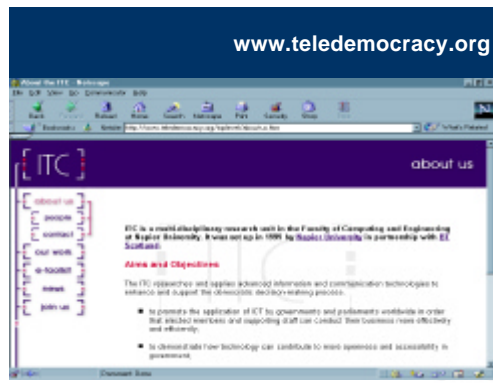 www.teledemocracy.org
About the ITC - Netscape
File Edit View Go Communicator Help
Back Reload Home Search Netscape Print Security Shop
Bookmarks What's Related
[ ITC ]
about us
about us
people
contact
our work
e-toolkit
news
join us
ITC is a multi-disciplinary research unit in the Faculty of Computing and Engineering
at Napier University. It was set up in 1999 by Napier University in partnership with BT
Scotland.
Aims and Objectives
The ITC researches and applies advanced information and communication technologies to
enhance and support the democratic decision-making process.
to promote the application of ICT by governments and parliaments worldwide in order
that elected members and supporting staff can conduct their business more effectively
and efficiently;
to demonstrate how technology can contribute to more openness and accessibility in
government;
Document: Done